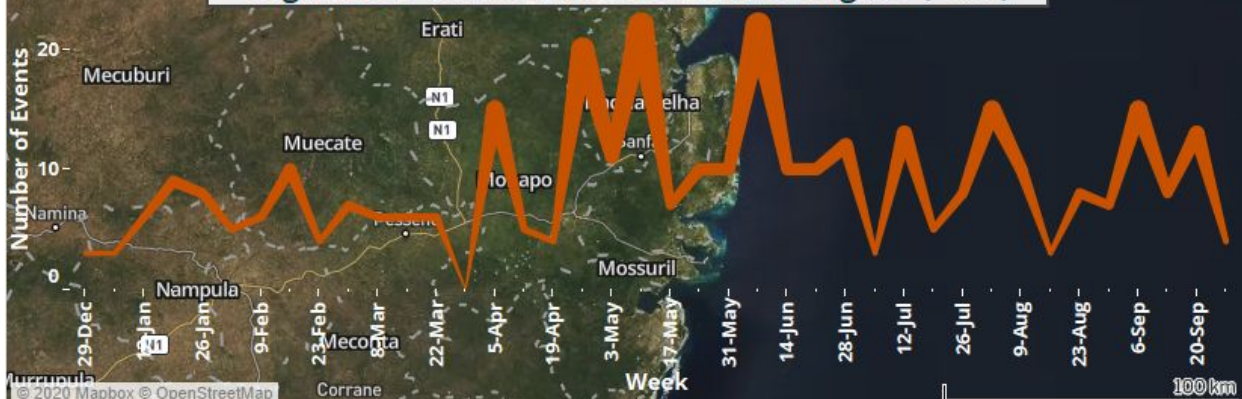 Number of Events
20
10
0
Erati
Mecuburi
N1
N1
Muecate
Namina
Nampula
N1
Mossuril
Meconta
Murrupula
Corrane
29-Dec
12-Jan
26-Jan
9-Feb
23-Feb
8-Mar
22-Mar
5-Apr
19-Apr
3-May
17-May
31-May
14-Jun
28-Jun
12-Jul
26-Jul
9-Aug
23-Aug
6-Sep
20-Sep
Week
© 2020 Mapbox © OpenStreetMap
100 km